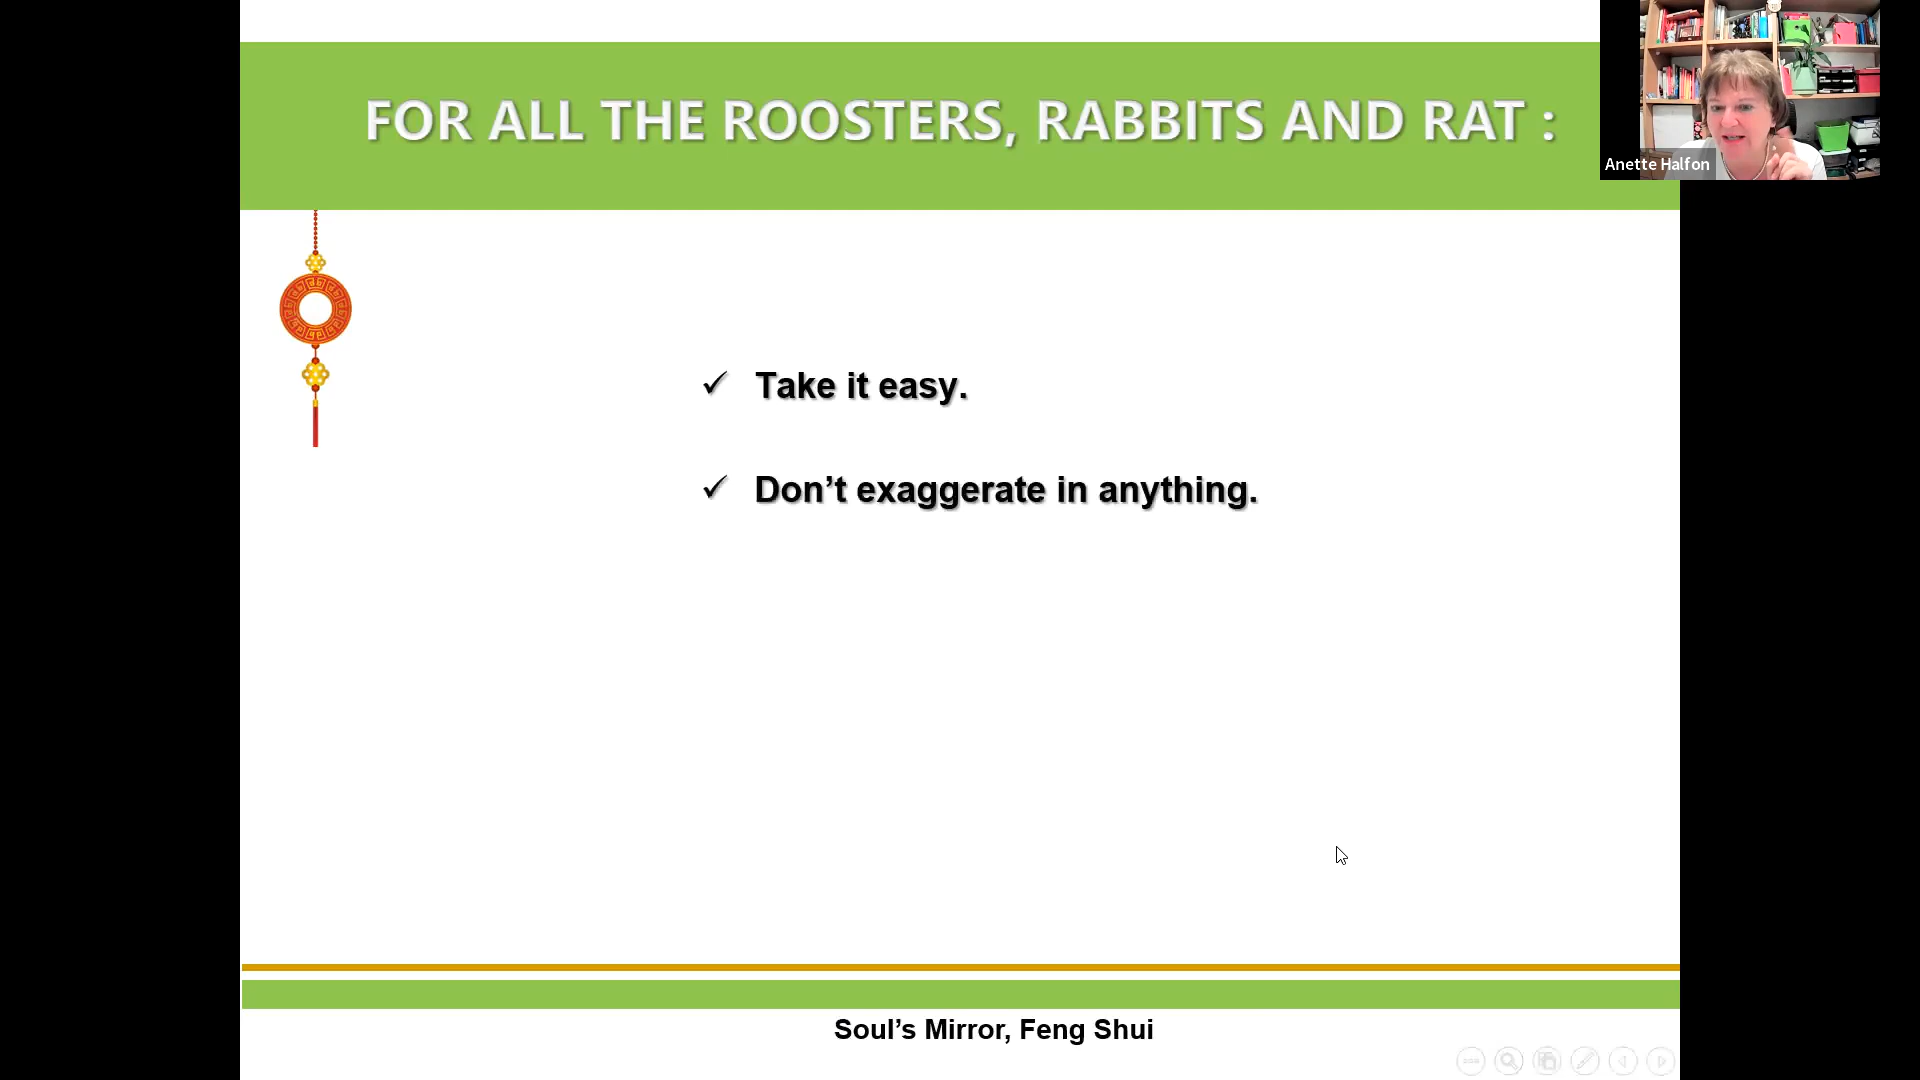 FOR ALL THE ROOSTERS, RABBITS AND RAT :
Anette Halfon
✓ Take it easy.
✓ Don’t exaggerate in anything.
Soul’s Mirror, Feng Shui